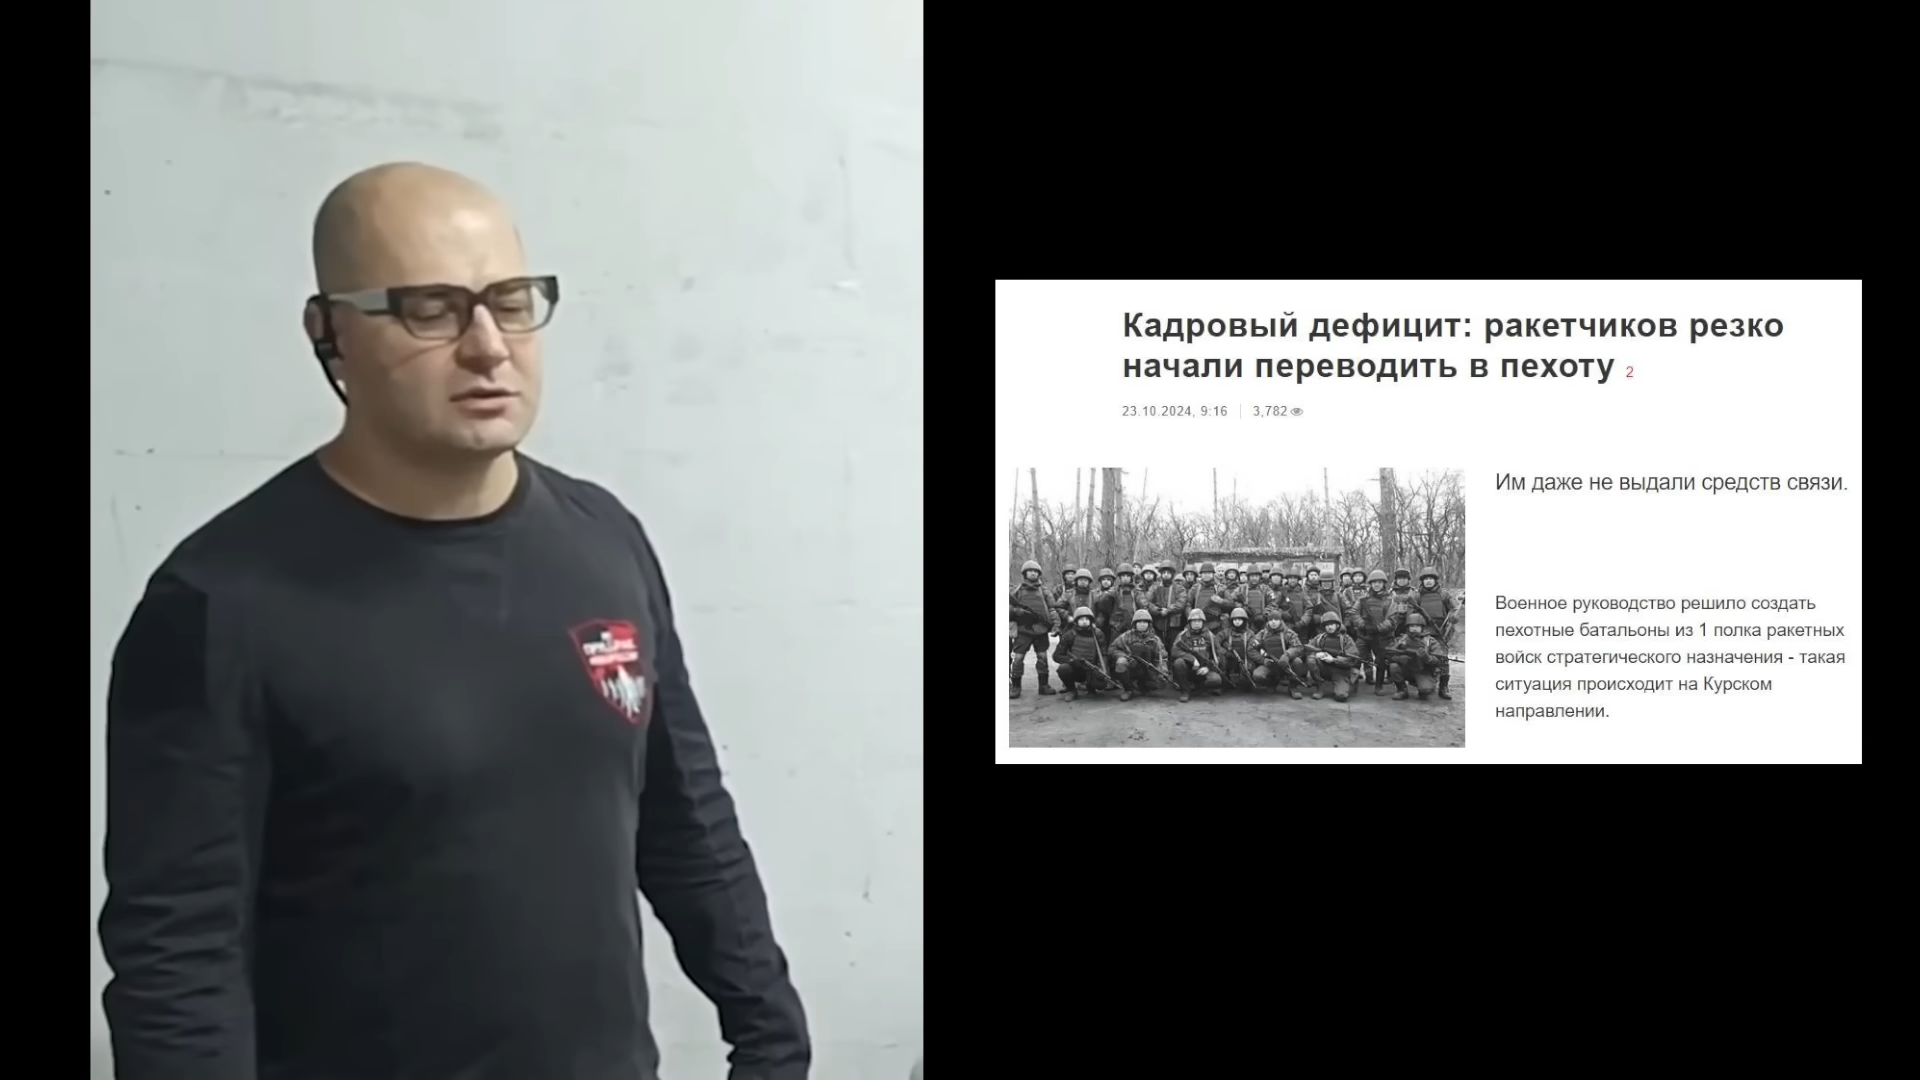 Кадровый дефицит: ракетчиков резко
начали переводить в пехоту 2
23.10.2024, 9:16 3,782
Им даже не выдали средств связи.
Военное руководство решило создать
пехотные батальоны из 1 полка ракетных
войск стратегического назначения - такая
ситуация происходит на Курском
направлении.